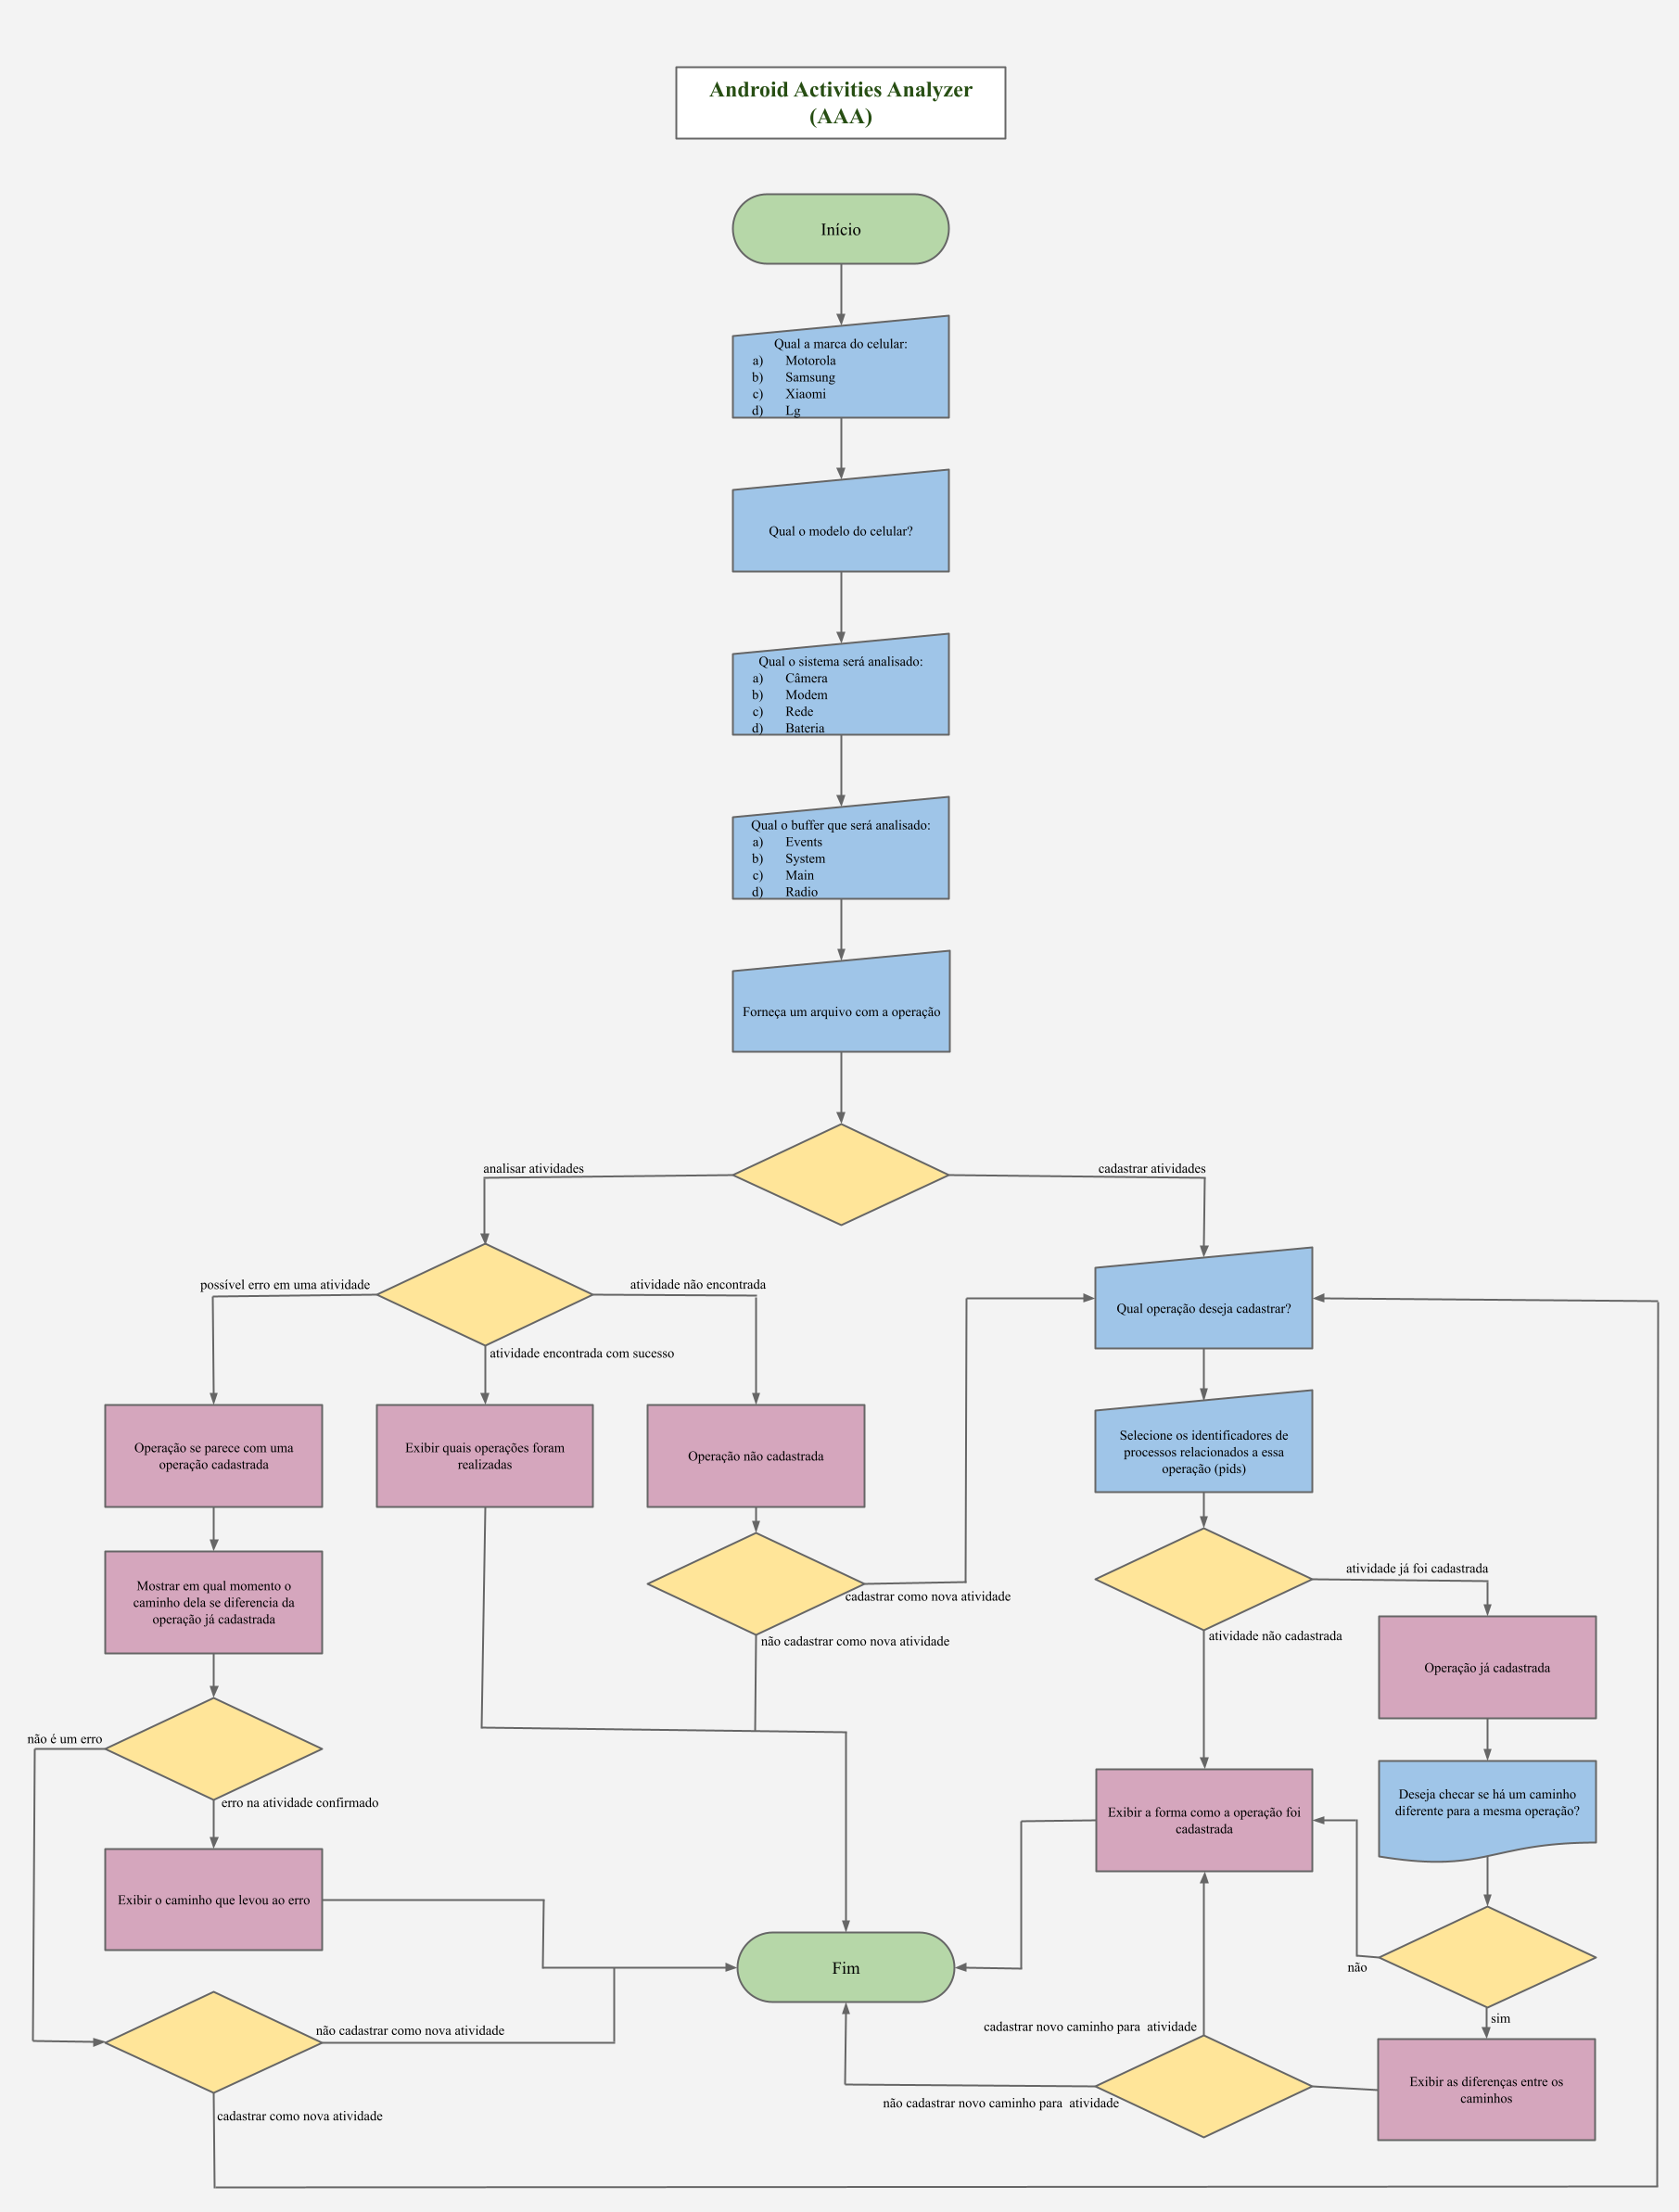 Android Activities Analyzer
(AAA)
Início
Qual a marca do celular:
a) Motorola
b) Samsung
c) Xiaomi
d) Lg
Qual o modelo do celular?
Qual o sistema será analisado:
a) Câmera
b) Modem
c) Rede
d) Bateria
Qual o buffer que será analisado:
a) Events
b) System
c) Main
d) Radio
Forneça um arquivo com a operação
analisar atividades
cadastrar atividades
possível erro em uma atividade
atividade não encontrada
atividade encontrada com sucesso
Qual operação deseja cadastrar?
Operação se parece com uma
operação cadastrada
Exibir quais operações foram
realizadas
Operação não cadastrada
Selecione os identificadores de
processos relacionados a essa
operação (pids)
Mostrar em qual momento o
caminho dela se diferencia da
operação já cadastrada
cadastrar como nova atividade
não cadastrar como nova atividade
atividade já foi cadastrada
atividade não cadastrada
Operação já cadastrada
não é um erro
erro na atividade confirmado
Deseja checar se há um caminho
diferente para a mesma operação?
Exibir a forma como a operação foi
cadastrada
Exibir o caminho que levou ao erro
Fim
não
sim
não cadastrar como nova atividade
cadastrar novo caminho para  atividade
Exibir as diferenças entre os
caminhos
não cadastrar novo caminho para  atividade
cadastrar como nova atividade